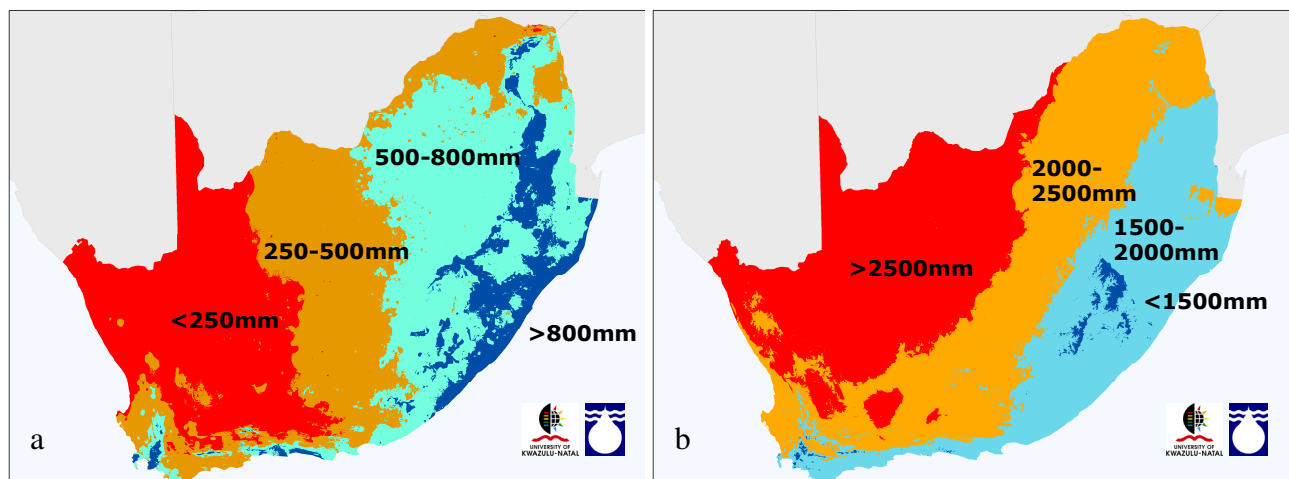 500-800mm
250-500mm
<250mm
>800mm
a
UNIVERSITY OF
KWAZULU-NATAL
2000-
2500mm
1500-
2000mm
>2500mm
<1500mm
b
UNIVERSITY OF
KWAZULU-NATAL